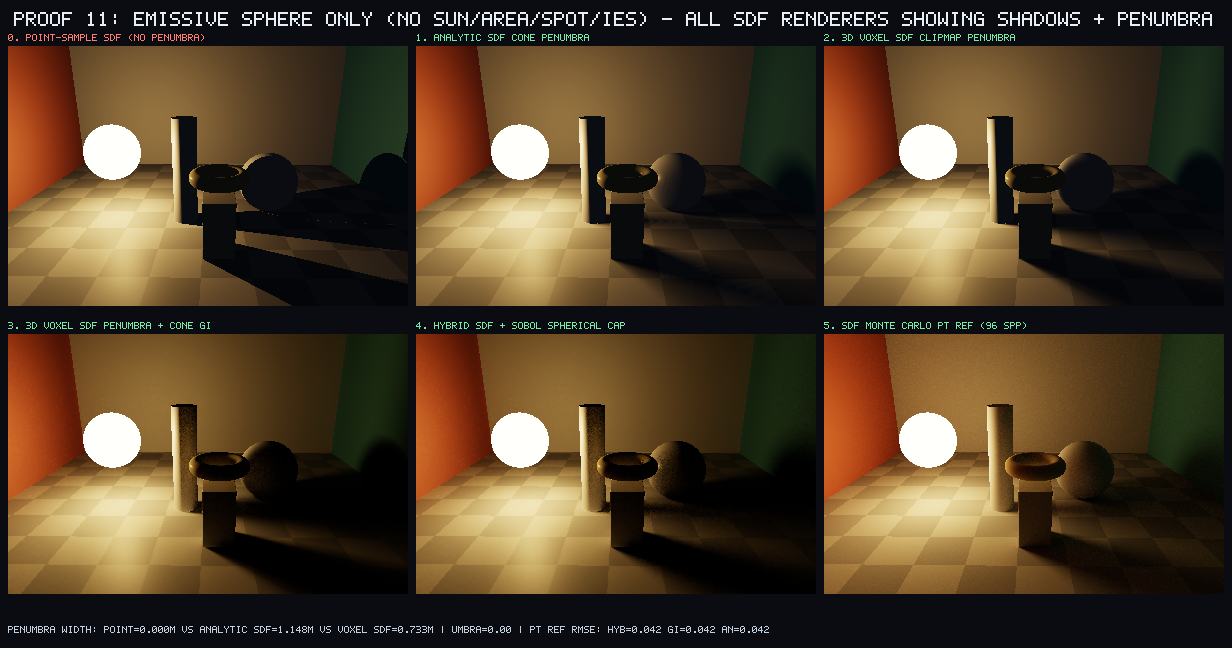 PROOF 11: EMISSIVE SPHERE ONLY (NO SUN/AREA/SPOT/IES) - ALL SDF RENDERERS SHOWING SHADOWS + PENUMBRA
0. POINT-SAMPLE SDF (NO PENUMBRA)
1. ANALYTIC SDF CONE PENUMBRA
2. 3D VOXEL SDF CLIPMAP PENUMBRA
3. 3D VOXEL SDF PENUMBRA + CONE GI
4. HYBRID SDF + SOBOL SPHERICAL CAP
5. SDF MONTE CARLO PT REF (96 SPP)
PENUMBRA WIDTH: POINT=0.000M VS ANALYTIC SDF=1.148M VS VOXEL SDF=0.733M | UMBRA=0.00 | PT REF RMSE: HYB=0.042 GI=0.042 AN=0.042